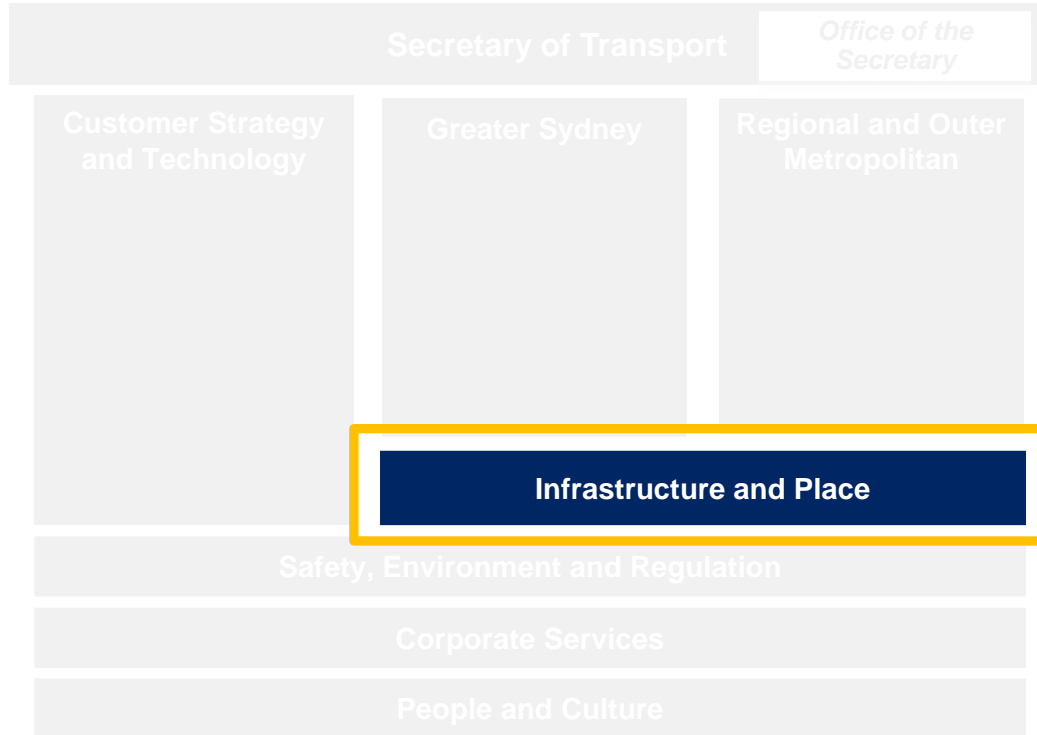 Secretary of Transport
Office of the
Secretary
Customer Strategy
and Technology
Greater Sydney
Regional and Outer
Metropolitan
Infrastructure and Place
Safety, Environment and Regulation
Corporate Services
People and Culture